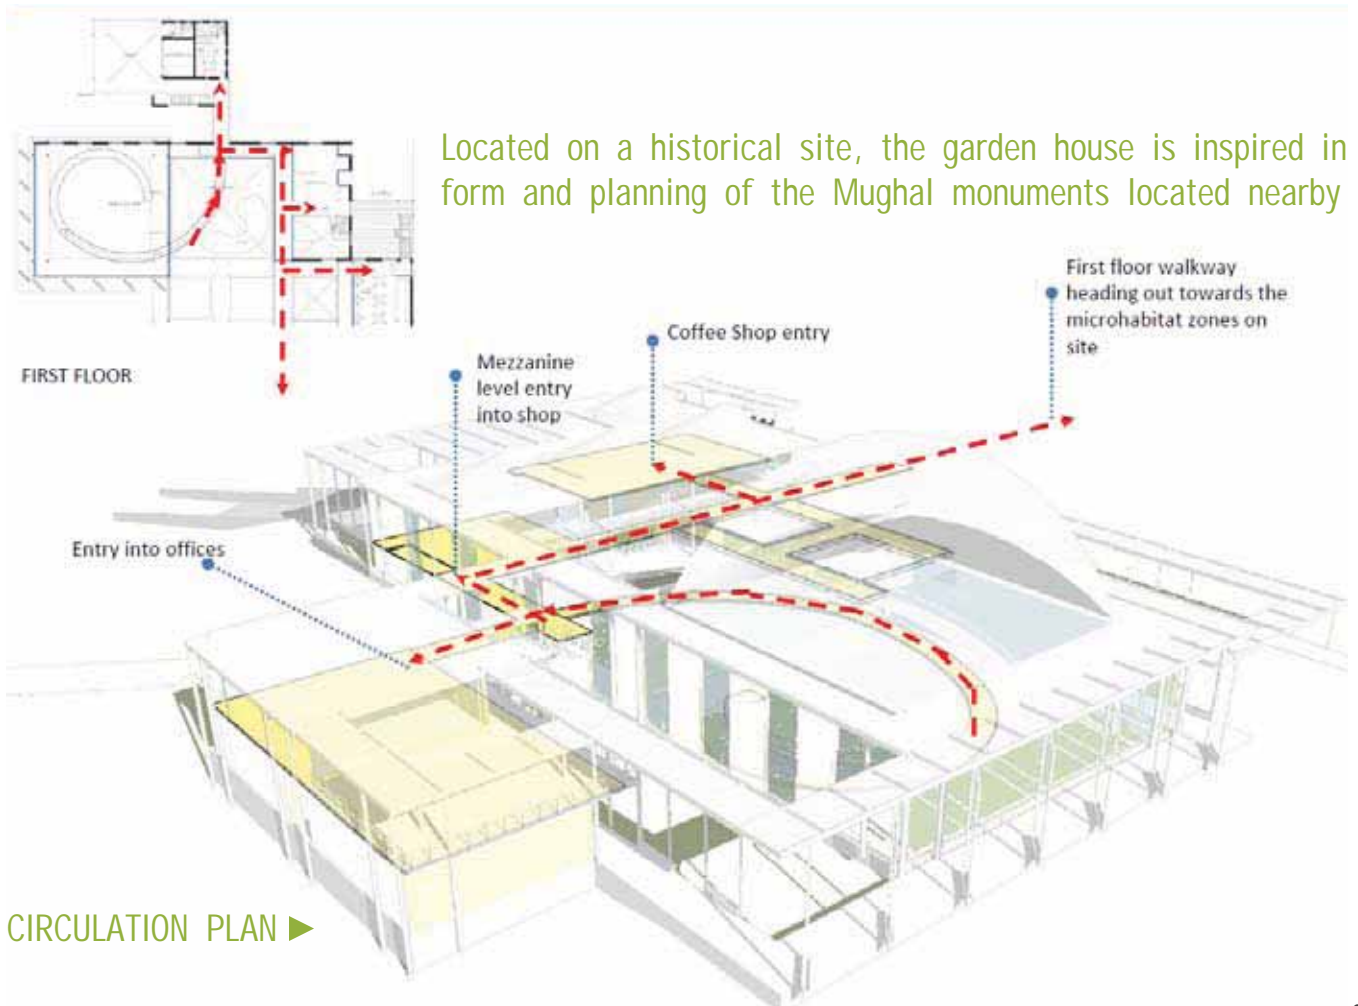 Located on a historical site, the garden house is inspired in
form and planning of the Mughal monuments located nearby
First floor walkway
heading out towards the
microhabitat zones on
site
Coffee Shop entry
Mezzanine
level entry
into shop
FIRST FLOOR
Entry into offices
CIRCULATION PLAN ►